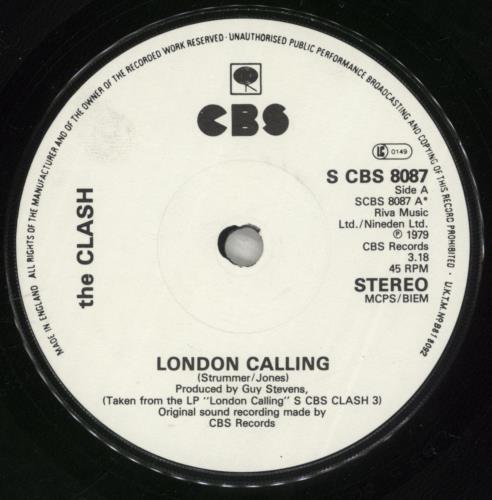 MADE IN ENGLAND  ALL RIGHTS OF THE MANUFACTURER AND OF THE OWNER OF THE RECORDED WORK RESERVED · UNAUTHORISED PUBLIC PERFORMANCE BROADCASTING AND COPYING OF THIS RECORD PROHIBITED · U.K.T.M. No B818092
CBS
LC 0149
the CLASH
S CBS 8087
Side A
SCBS 8087 A*
Riva Music
Ltd./Nineden Ltd.
℗ 1979
CBS Records
3.18
45 RPM
STEREO
MCPS/BIEM
LONDON CALLING
(Strummer/Jones)
Produced by Guy Stevens,
(Taken from the LP "London Calling" S CBS CLASH 3)
Original sound recording made by
CBS Records